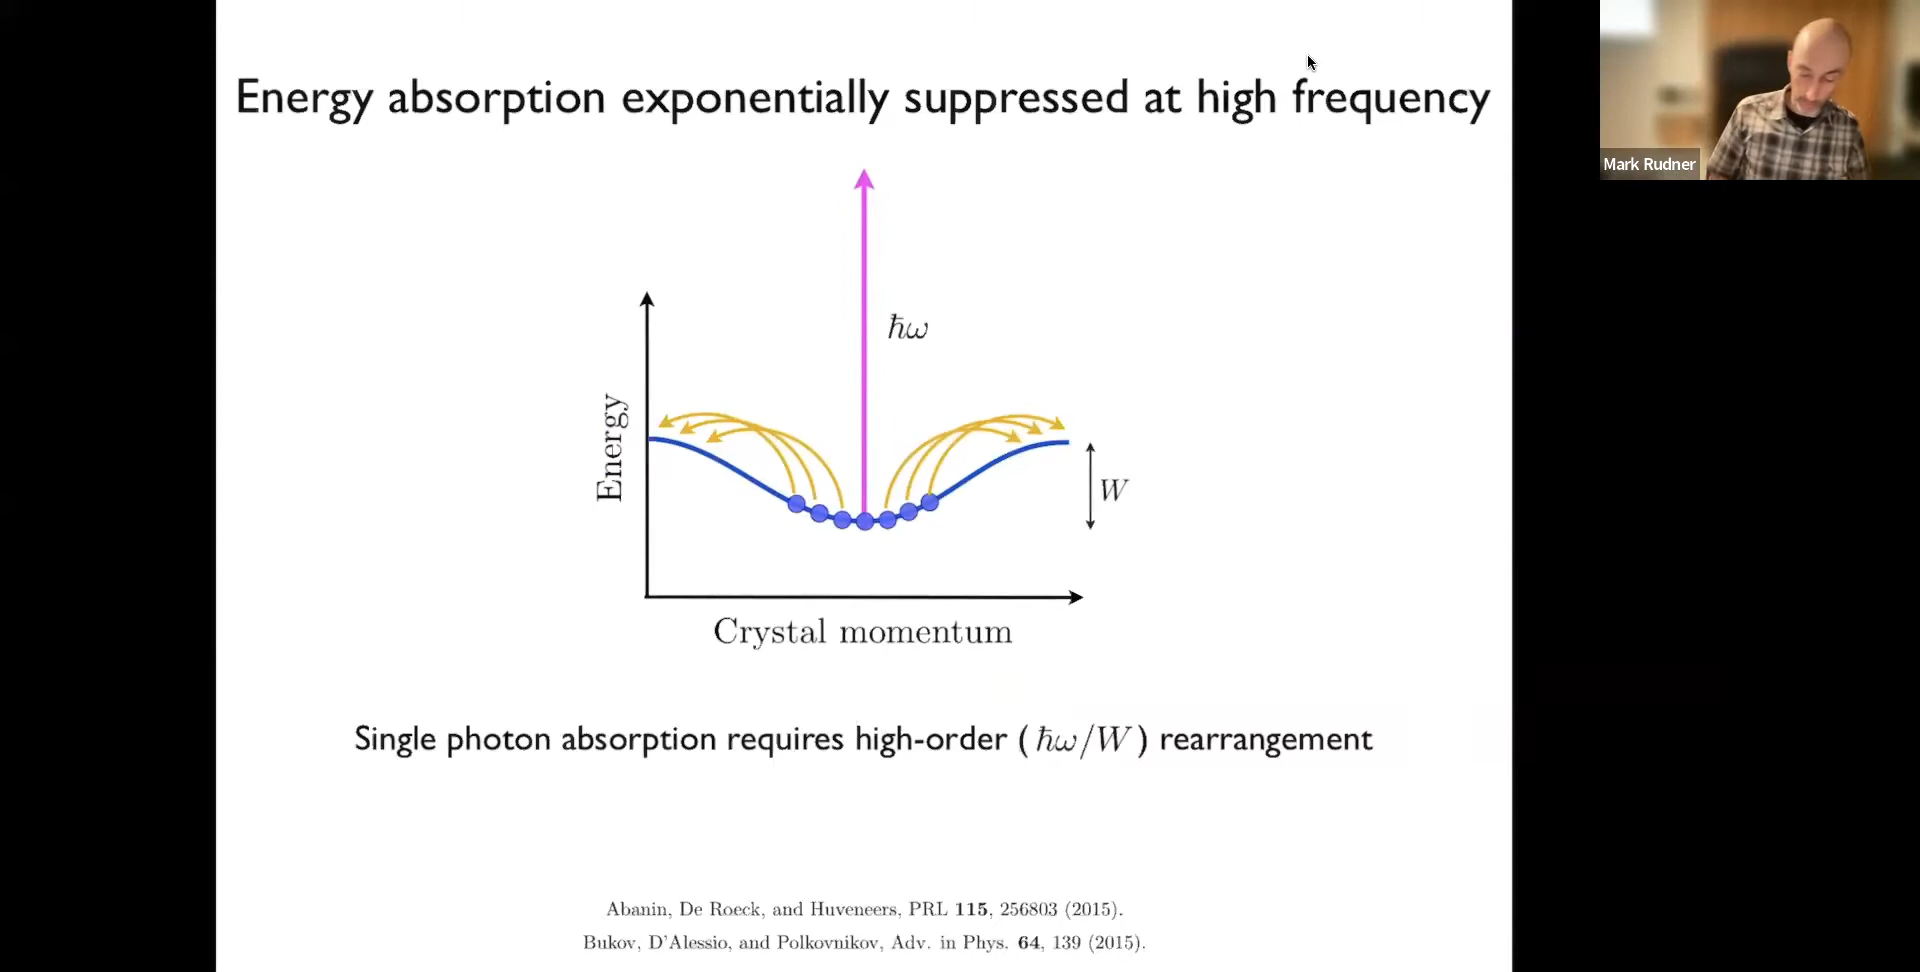 Energy absorption exponentially suppressed at high frequency
Mark Rudner
ħω
Energy
W
Crystal momentum
Single photon absorption requires high-order ( ħω/W ) rearrangement
Abanin, De Roeck, and Huveneers, PRL 115, 256803 (2015).
Bukov, D'Alessio, and Polkovnikov, Adv. in Phys. 64, 139 (2015).